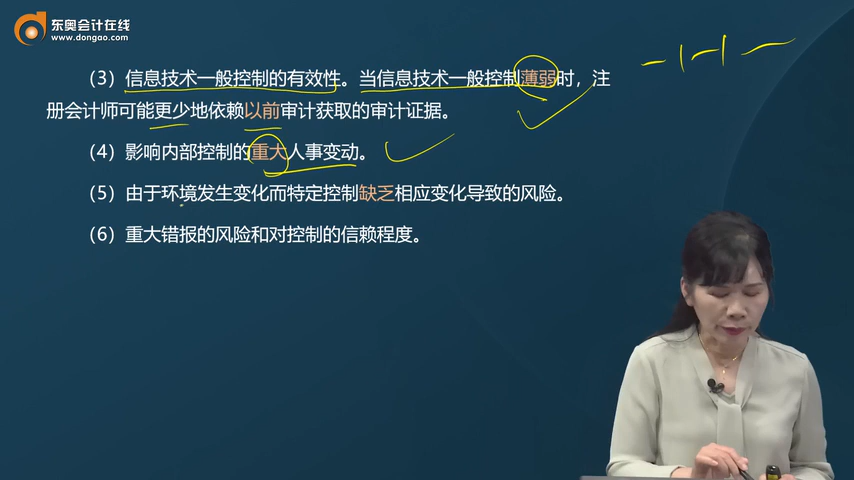 东奥会计在线
www.dongao.com
（3）信息技术一般控制的有效性。当信息技术一般控制薄弱时，注
册会计师可能更少地依赖以前审计获取的审计证据。
（4）影响内部控制的重大人事变动。
（5）由于环境发生变化而特定控制缺乏相应变化导致的风险。
（6）重大错报的风险和对控制的信赖程度。